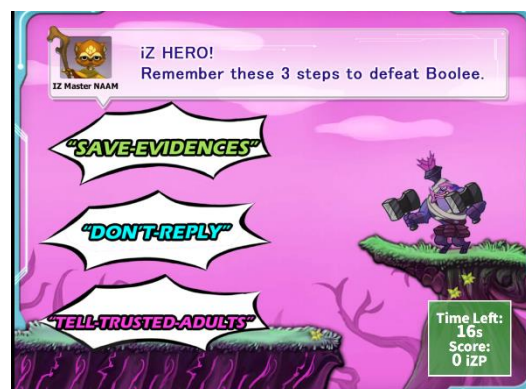 iZ HERO!
Remember these 3 steps to defeat Boolee.
IZ Master NAAM
"SAVE-EVIDENCES"
"DON'T-REPLY"
"TELL-TRUSTED-ADULTS"
Time Left:
16s
Score:
0 iZP